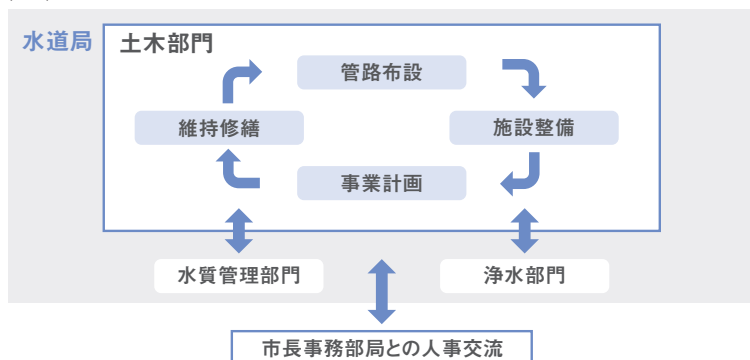 水道局
土木部門
管路布設
維持修繕
施設整備
事業計画
水質管理部門
浄水部門
市長事務部局との人事交流